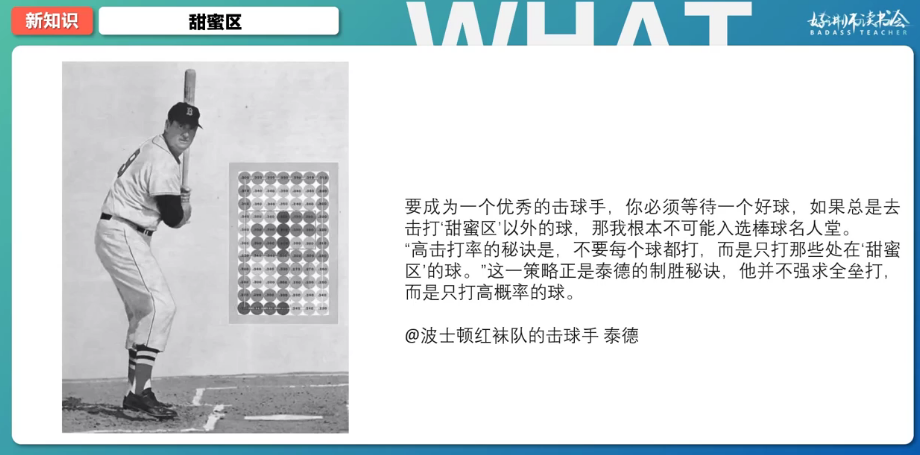 新知识
甜蜜区
WHAT
好讲师不读书会
BADASS TEACHER
B
要成为一个优秀的击球手，你必须等待一个好球，如果总是去
击打‘甜蜜区’以外的球，那我根本不可能入选棒球名人堂。
“高击打率的秘诀是，不要每个球都打，而是只打那些处在‘甜蜜
区’的球。”这一策略正是泰德的制胜秘诀，他并不强求全垒打，
而是只打高概率的球。
@波士顿红袜队的击球手 泰德